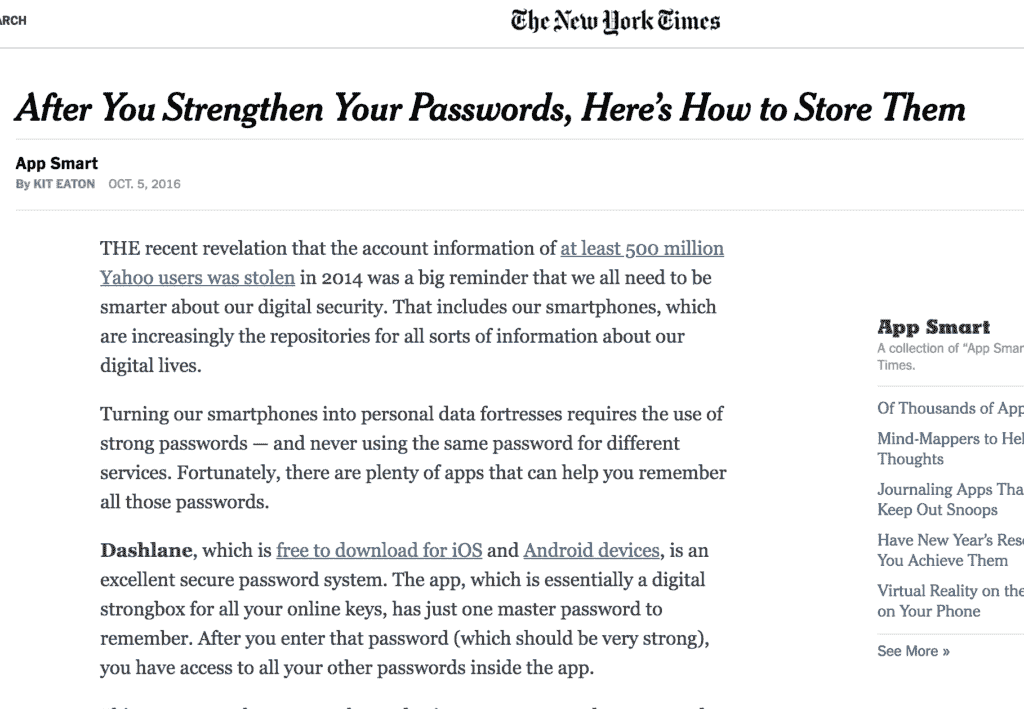 ARCH
The New York Times
After You Strengthen Your Passwords, Here's How to Store Them
App Smart
By KIT EATON OCT. 5, 2016
THE recent revelation that the account information of at least 500 million
Yahoo users was stolen in 2014 was a big reminder that we all need to be
smarter about our digital security. That includes our smartphones, which
are increasingly the repositories for all sorts of information about our
digital lives.
Turning our smartphones into personal data fortresses requires the use of
strong passwords — and never using the same password for different
services. Fortunately, there are plenty of apps that can help you remember
all those passwords.
Dashlane, which is free to download for iOS and Android devices, is an
excellent secure password system. The app, which is essentially a digital
strongbox for all your online keys, has just one master password to
remember. After you enter that password (which should be very strong),
you have access to all your other passwords inside the app.
App Smart
A collection of “App Smar
Times.
Of Thousands of App
Mind-Mappers to Hel
Thoughts
Journaling Apps Tha
Keep Out Snoops
Have New Year's Reso
You Achieve Them
Virtual Reality on the
on Your Phone
See More »